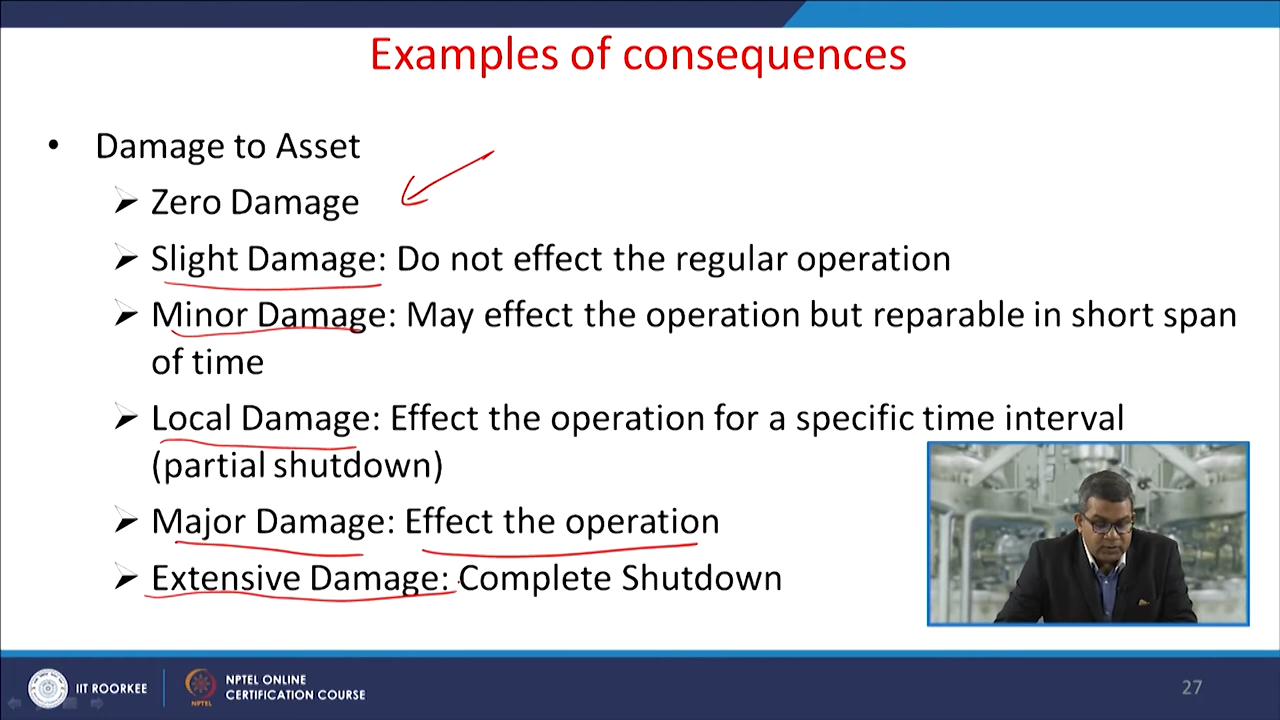 Examples of consequences
• Damage to Asset
➢ Zero Damage
➢ Slight Damage: Do not effect the regular operation
➢ Minor Damage: May effect the operation but reparable in short span
of time
➢ Local Damage: Effect the operation for a specific time interval
(partial shutdown)
➢ Major Damage: Effect the operation
➢ Extensive Damage: Complete Shutdown
IIT ROORKEE
NPTEL
NPTEL ONLINE
CERTIFICATION COURSE
27